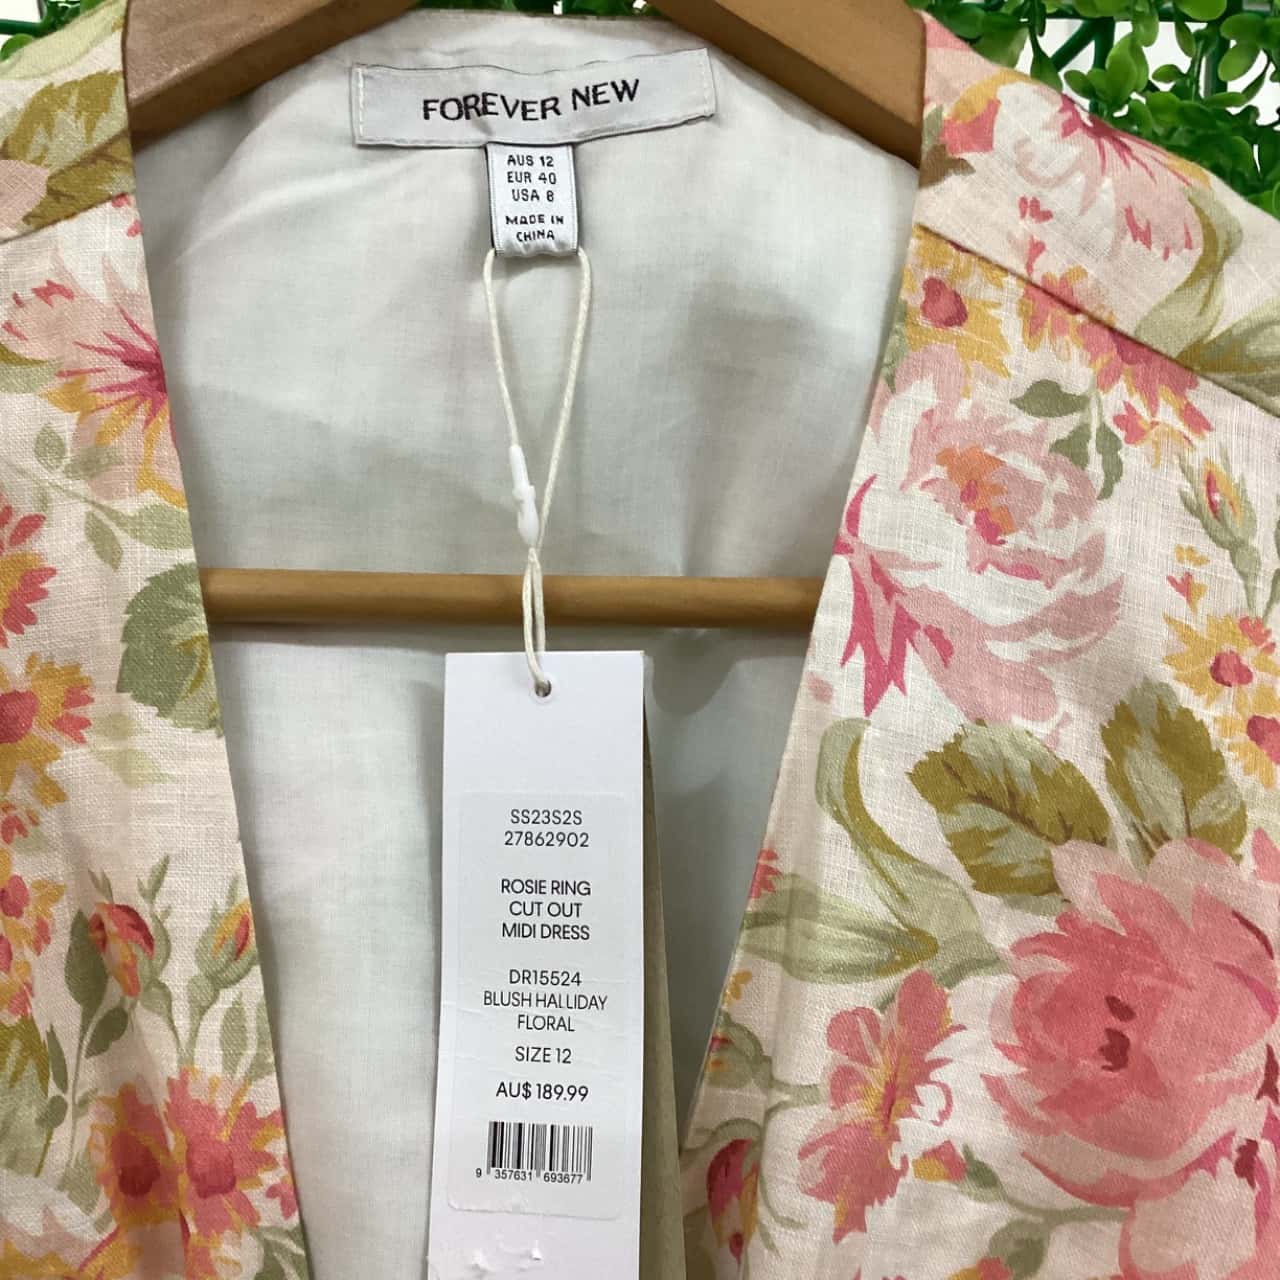 FOREVER NEW
AUS 12
EUR 40
USA 8
MADE IN
CHINA
SS23S2S
27862902
ROSIE RING
CUT OUT
MIDI DRESS
DR15524
BLUSH HALLIDAY
FLORAL
SIZE 12
AU$ 189.99
9 357631 693677